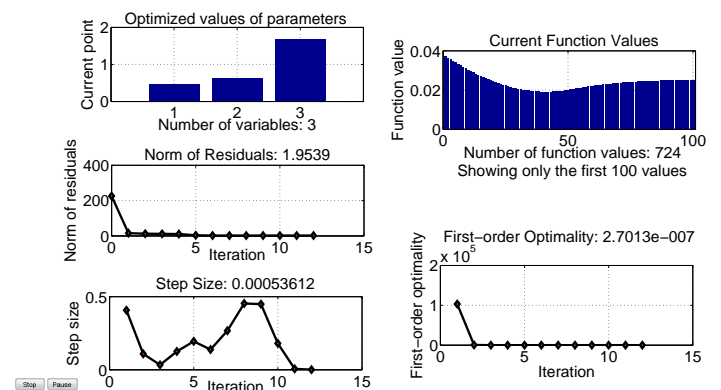 Optimized values of parameters
Current point
2
1
0
1 2 3
Number of variables: 3
Current Function Values
Function value
0.04
0.02
0
0 50 100
Number of function values: 724
Showing only the first 100 values
Norm of Residuals: 1.9539
Norm of residuals
400
200
0
0 5 10 15
Iteration
First−order Optimality: 2.7013e−007
First−order optimality
x 10^5
2
1
0
0 5 10 15
Iteration
Step Size: 0.00053612
Step size
0.5
0
0 5 10 15
Iteration
Stop Pause